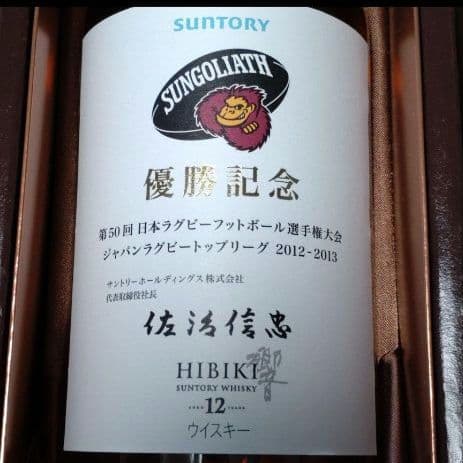 SUNTORY
SUNGOLIATH
優勝記念
第50回 日本ラグビーフットボール選手権大会
ジャパンラグビートップリーグ 2012-2013
サントリーホールディングス株式会社
代表取締役社長
佐治信忠
HIBIKI 響
SUNTORY WHISKY
AGED 12 YEARS
ウイスキー